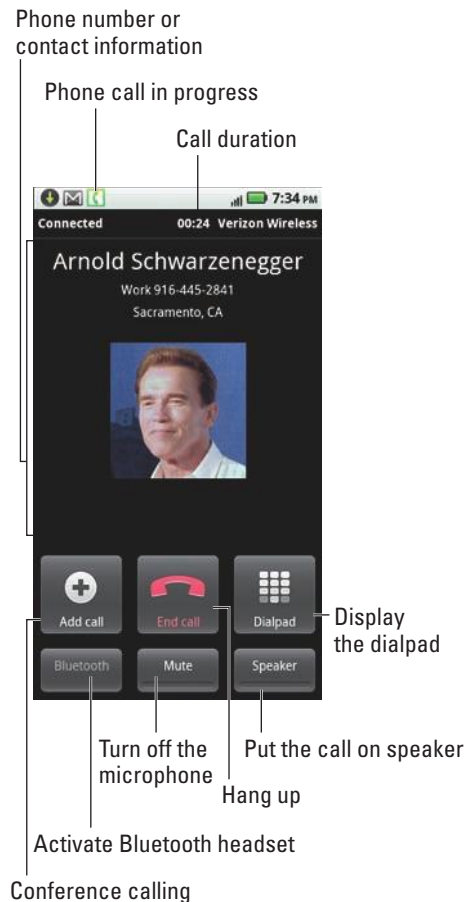 Phone number or
contact information
Phone call in progress
Call duration
7:34 PM
Connected 00:24 Verizon Wireless
Arnold Schwarzenegger
Work 916-445-2841
Sacramento, CA
Add call End call Dialpad
Display
the dialpad
Bluetooth Mute Speaker
Turn off the
microphone
Put the call on speaker
Hang up
Activate Bluetooth headset
Conference calling